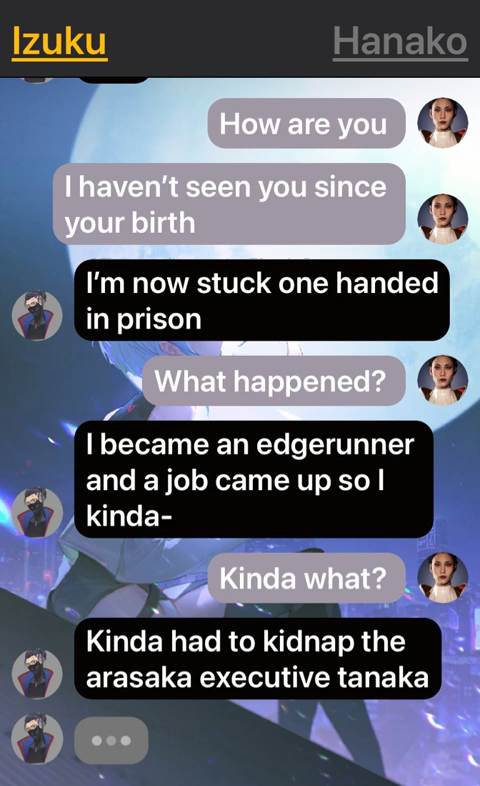 Izuku Hanako
How are you
I haven’t seen you since
your birth
I’m now stuck one handed
in prison
What happened?
I became an edgerunner
and a job came up so I
kinda-
Kinda what?
Kinda had to kidnap the
arasaka executive tanaka